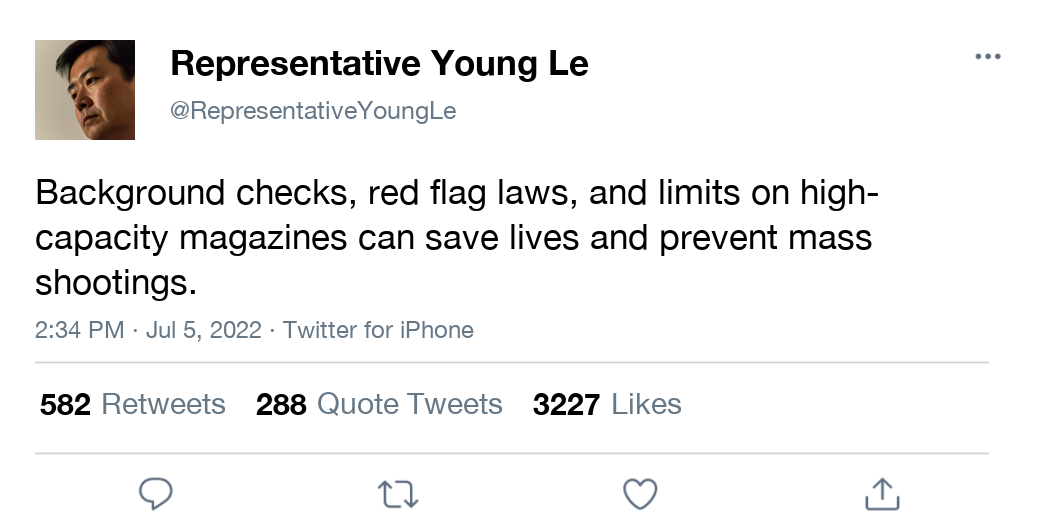 Representative Young Le
@RepresentativeYoungLe
Background checks, red flag laws, and limits on high-
capacity magazines can save lives and prevent mass
shootings.
2:34 PM · Jul 5, 2022 · Twitter for iPhone
582 Retweets 288 Quote Tweets 3227 Likes